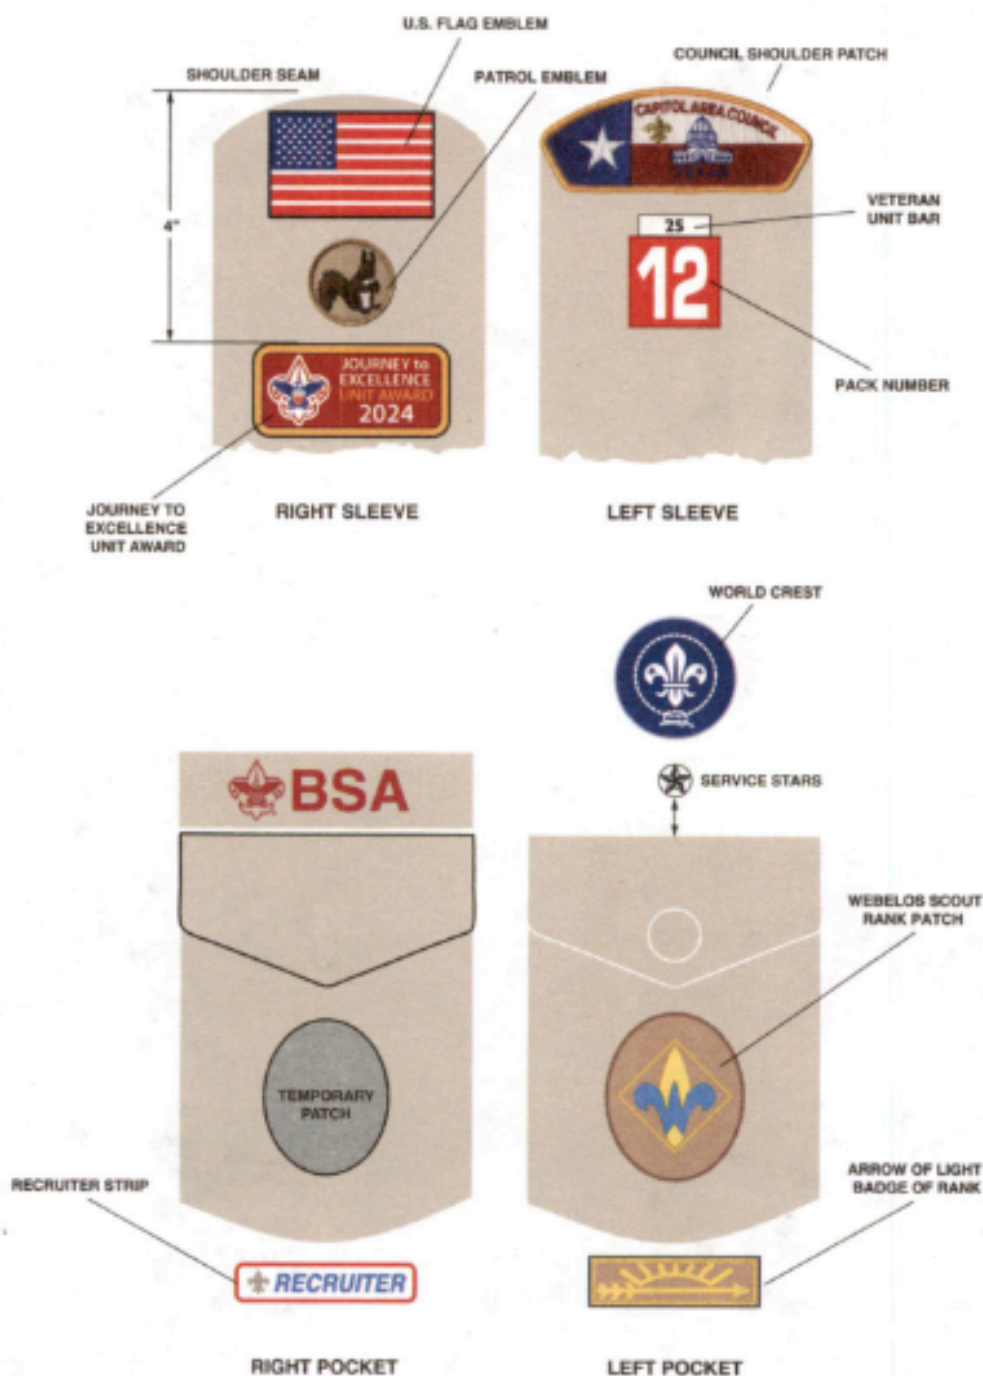 U.S. FLAG EMBLEM
COUNCIL SHOULDER PATCH
SHOULDER SEAM
PATROL EMBLEM
CAPITOL AREA COUNCIL
TEXAS
4"
VETERAN
UNIT BAR
25
12
JOURNEY to
EXCELLENCE
UNIT AWARD
2024
PACK NUMBER
JOURNEY TO
EXCELLENCE
UNIT AWARD
RIGHT SLEEVE
LEFT SLEEVE
WORLD CREST
SERVICE STARS
BSA
WEBELOS SCOUT
RANK PATCH
TEMPORARY
PATCH
RECRUITER STRIP
ARROW OF LIGHT
BADGE OF RANK
RECRUITER
RIGHT POCKET
LEFT POCKET